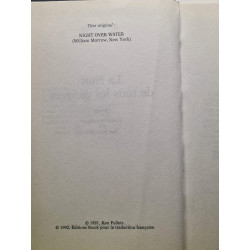 Titre original :
NIGHT OVER WATER
(William Morrow, New York)
© 1991, Ken Follett.
© 1992, Éditions Stock pour la traduction française.